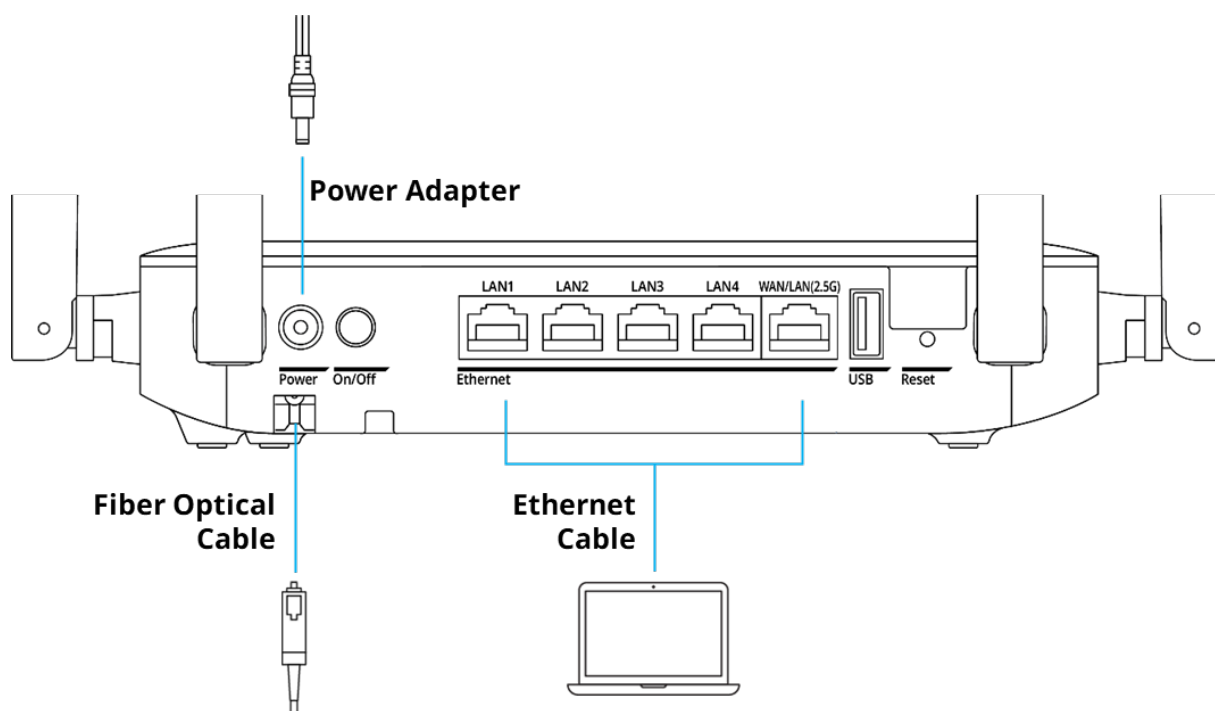 Power Adapter
LAN1 LAN2 LAN3 LAN4 WAN/LAN(2.5G)
Power On/Off Ethernet USB Reset
Fiber Optical
Cable
Ethernet
Cable